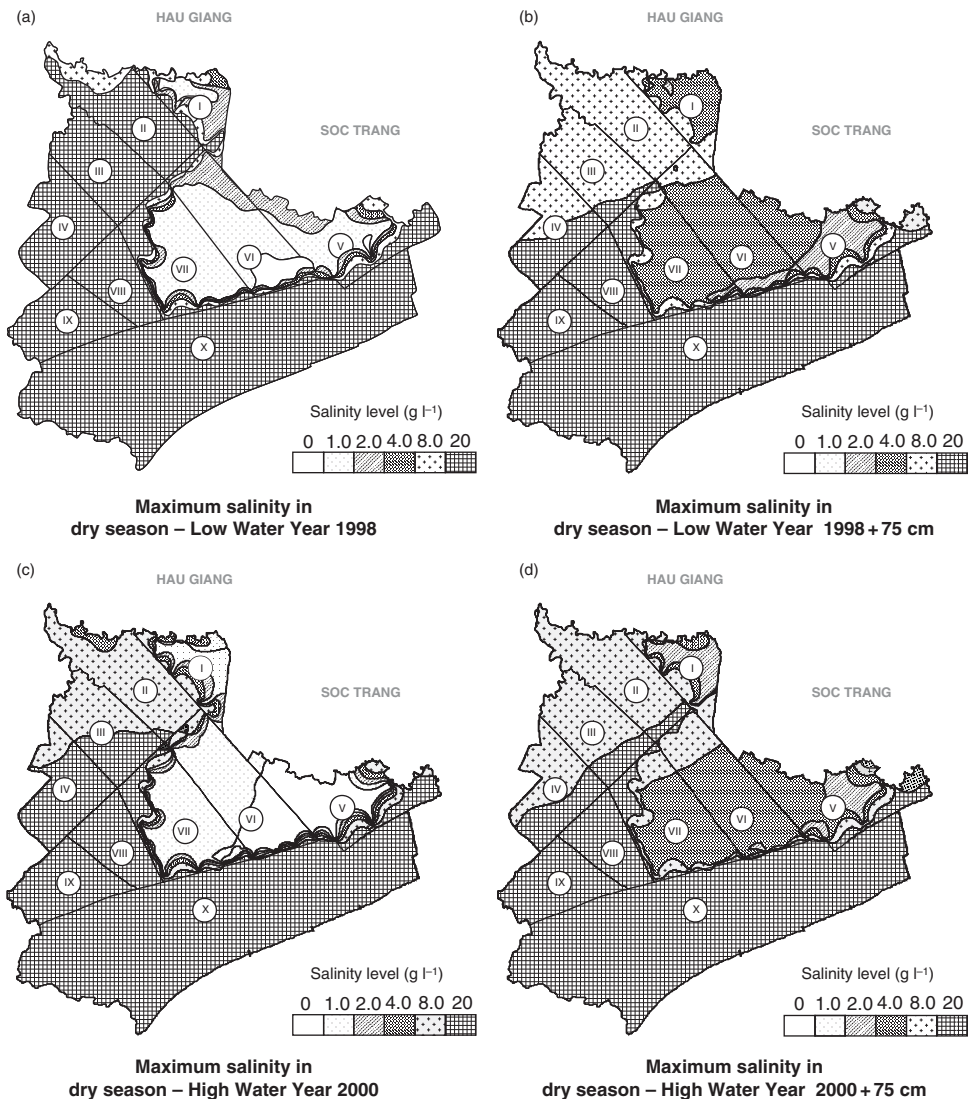 (a)
HAU GIANG
SOC TRANG
I
II
III
IV
V
VI
VII
VIII
IX
X
Salinity level (g l⁻¹)
0 1.0 2.0 4.0 8.0 20
Maximum salinity in
dry season – Low Water Year 1998
(b)
HAU GIANG
SOC TRANG
I
II
III
IV
V
VI
VII
VIII
IX
X
Salinity level (g l⁻¹)
0 1.0 2.0 4.0 8.0 20
Maximum salinity in
dry season – Low Water Year 1998 + 75 cm
(c)
HAU GIANG
SOC TRANG
I
II
III
IV
V
VI
VII
VIII
IX
X
Salinity level (g l⁻¹)
0 1.0 2.0 4.0 8.0 20
Maximum salinity in
dry season – High Water Year 2000
(d)
HAU GIANG
SOC TRANG
I
II
III
IV
V
VI
VII
VIII
IX
X
Salinity level (g l⁻¹)
0 1.0 2.0 4.0 8.0 20
Maximum salinity in
dry season – High Water Year 2000 + 75 cm